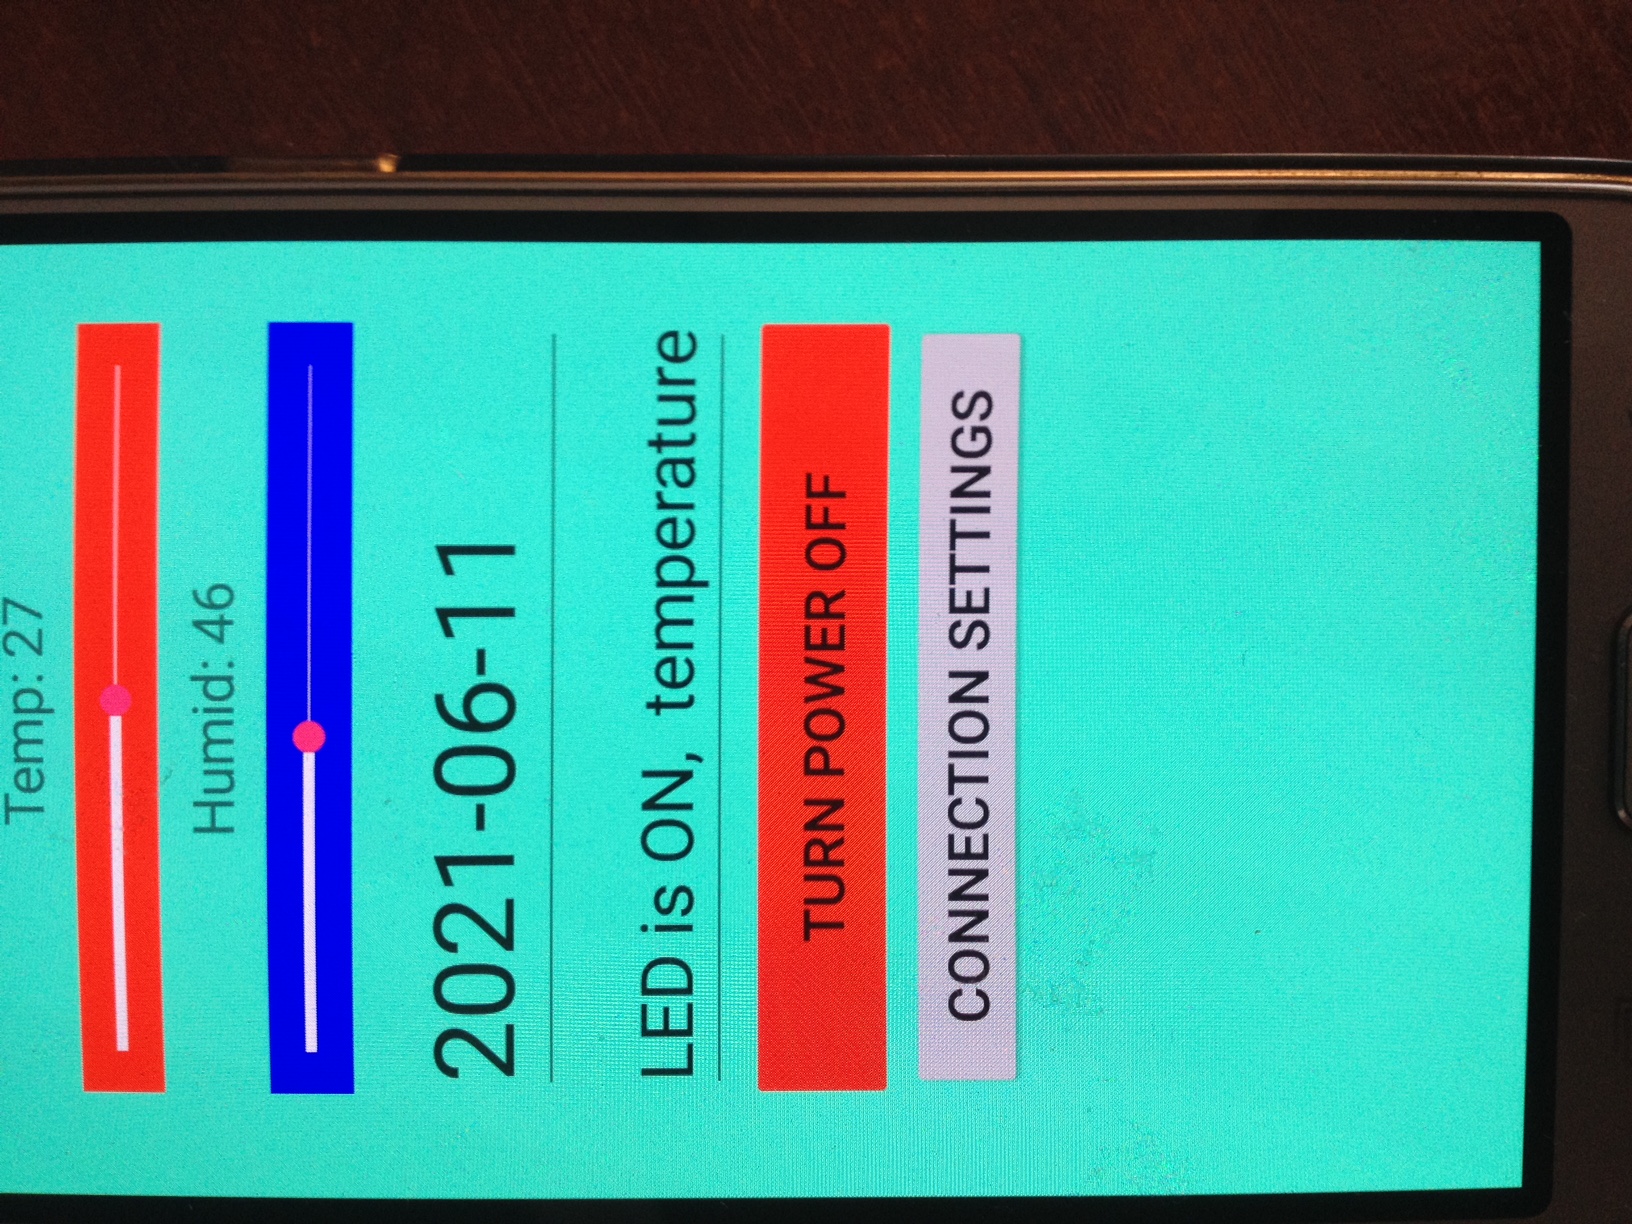 Temp: 27
Humid: 46
2021-06-11
LED is ON,  temperature
TURN POWER OFF
CONNECTION SETTINGS